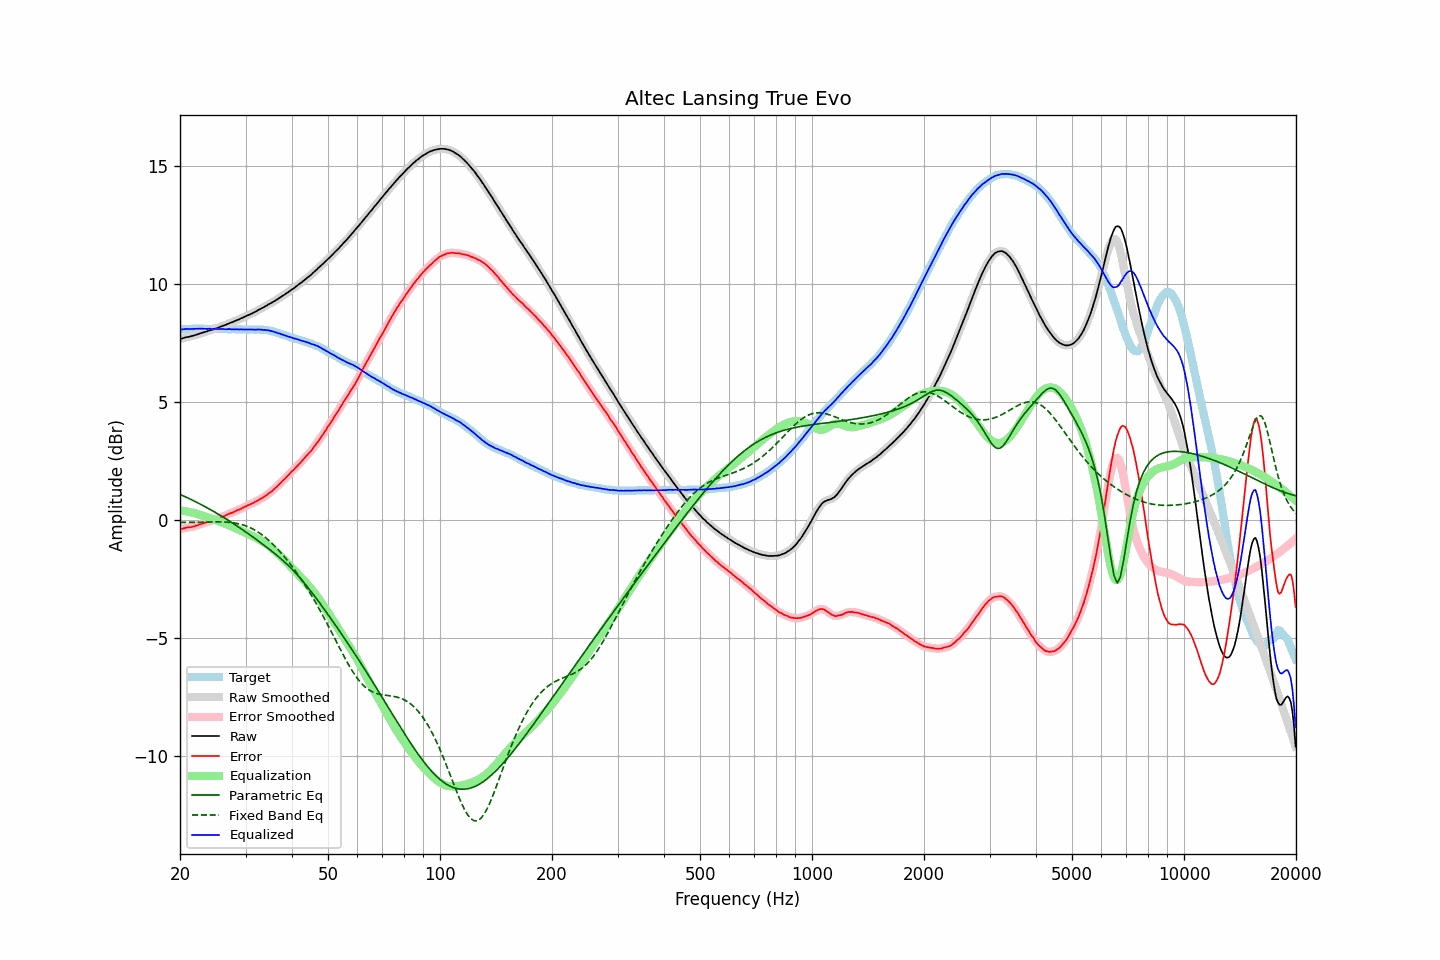 Altec Lansing True Evo
Amplitude (dBr)
15
10
5
0
−5
−10
Target
Raw Smoothed
Error Smoothed
Raw
Error
Equalization
Parametric Eq
Fixed Band Eq
Equalized
20 50 100 200 500 1000 2000 5000 10000 20000
Frequency (Hz)